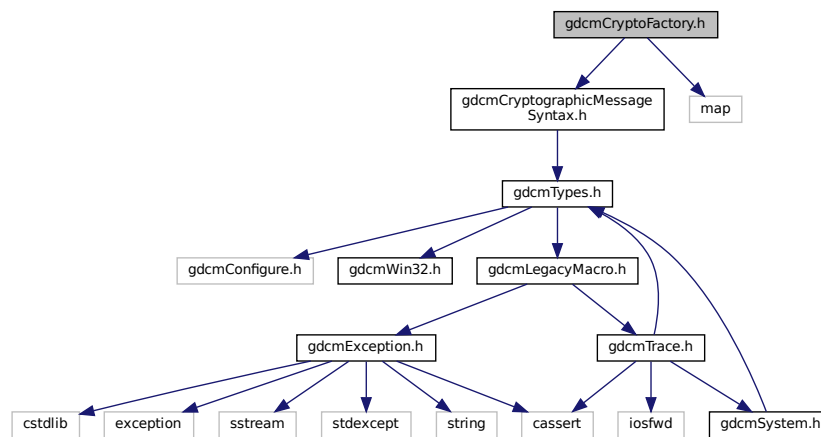 gdcmCryptoFactory.h
gdcmCryptographicMessage
Syntax.h
map
gdcmTypes.h
gdcmConfigure.h
gdcmWin32.h
gdcmLegacyMacro.h
gdcmException.h
gdcmTrace.h
cstdlib
exception
sstream
stdexcept
string
cassert
iosfwd
gdcmSystem.h